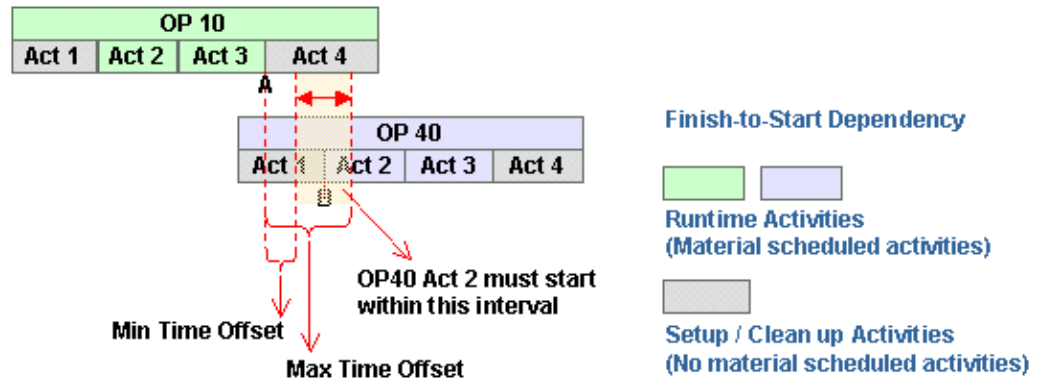 OP 10
Act 1 Act 2 Act 3 Act 4
A
OP 40
Act 1 Act 2 Act 3 Act 4
B
OP40 Act 2 must start
within this interval
Min Time Offset
Max Time Offset
Finish-to-Start Dependency
Runtime Activities
(Material scheduled activities)
Setup / Clean up Activities
(No material scheduled activities)